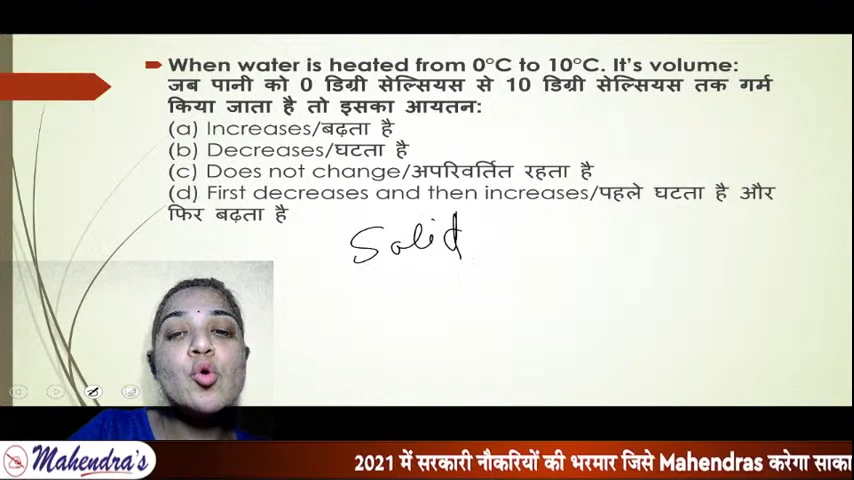 When water is heated from 0°C to 10°C. It's volume:
जब पानी को 0 डिग्री सेल्सियस से 10 डिग्री सेल्सियस तक गर्म
किया जाता है तो इसका आयतन:
(a) Increases/बढ़ता है
(b) Decreases/घटता है
(c) Does not change/अपरिवर्तित रहता है
(d) First decreases and then increases/पहले घटता है और
फिर बढ़ता है
Solid
Mahendra's
2021 में सरकारी नौकरियों की भरमार जिसे Mahendras करेगा साका